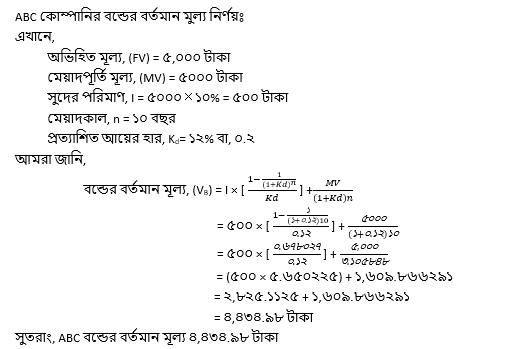 ABC কোম্পানির বন্ডের বর্তমান মূল্য নির্ণয়ঃ
এখানে,
অভিহিত মূল্য, (FV) = ৫,০০০ টাকা
মেয়াদপূর্তি মূল্য, (MV) = ৫০০০ টাকা
সুদের পরিমাণ, I = ৫০০০ × ১০% = ৫০০ টাকা
মেয়াদকাল, n = ১০ বছর
প্রত্যাশিত আয়ের হার, Kd= ১২% বা, ০.২
আমরা জানি,
বন্ডের বর্তমান মূল্য, (VB) = I × [ (1 − 1/(1+Kd)n) / Kd ] + MV/(1+Kd)n
= ৫০০ × [ (1 − ১/(১+০.১২)10) / ০.১২ ] + ৫০০০/(১+০.১২)১০
= ৫০০ × [ ০.৬৭৮০২৭/০.১২ ] + ৫,০০০/৩.১০৫৮৪৮
= (৫০০ × ৫.৬৫০২২৫) + ১,৬০৯.৮৬৬২৯১
= ২,৮২৫.১১২৫ + ১,৬০৯.৮৬৬২৯১
= ৪,৪৩৪.৯৮ টাকা
সুতরাং, ABC বন্ডের বর্তমান মূল্য ৪,৪৩৪.৯৮ টাকা